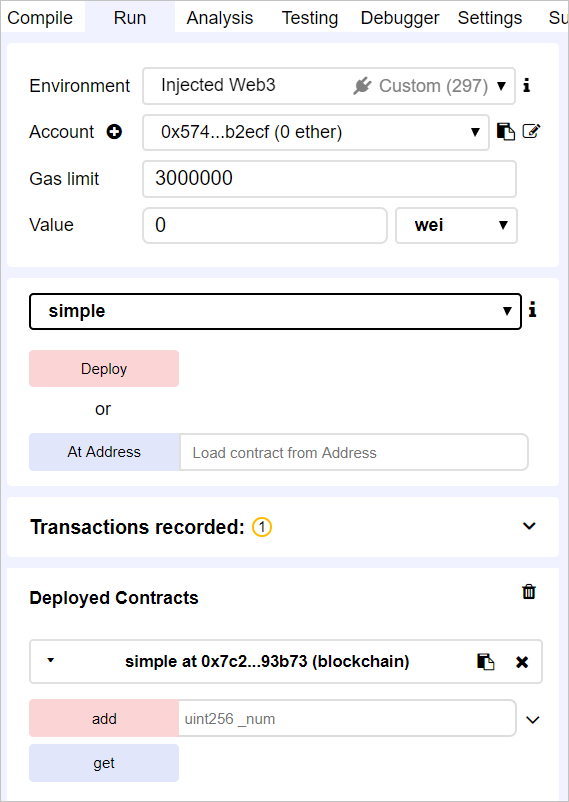 Compile Run Analysis Testing Debugger Settings Su
Environment Injected Web3 Custom (297)
Account 0x574...b2ecf (0 ether)
Gas limit 3000000
Value 0 wei
simple
Deploy
or
At Address Load contract from Address
Transactions recorded: 1
Deployed Contracts
simple at 0x7c2...93b73 (blockchain)
add uint256 _num
get